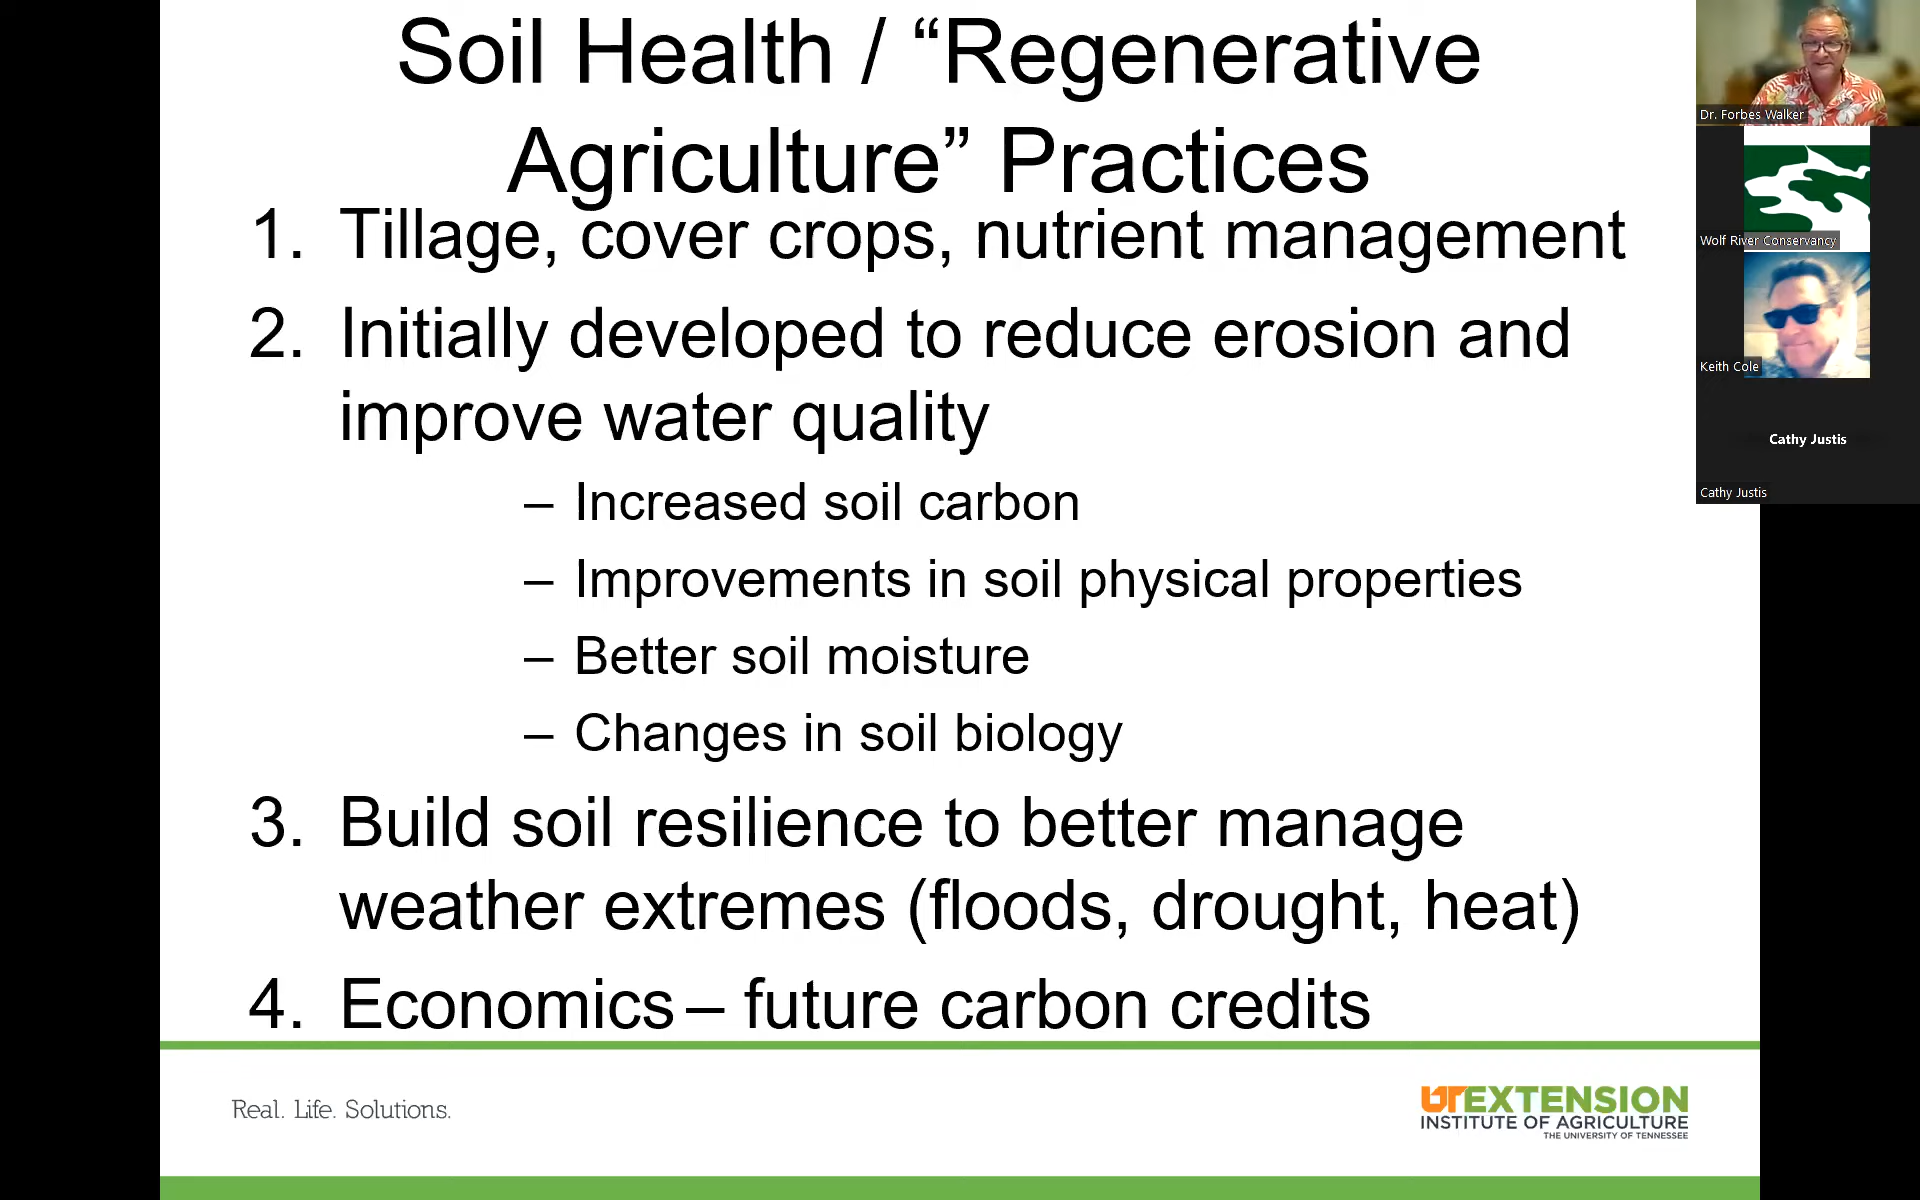 Soil Health / “Regenerative
Agriculture” Practices
1. Tillage, cover crops, nutrient management
2. Initially developed to reduce erosion and
improve water quality
– Increased soil carbon
– Improvements in soil physical properties
– Better soil moisture
– Changes in soil biology
3. Build soil resilience to better manage
weather extremes (floods, drought, heat)
4. Economics – future carbon credits
Real. Life. Solutions.
UT EXTENSION
INSTITUTE OF AGRICULTURE
THE UNIVERSITY OF TENNESSEE
Dr. Forbes Walker
Wolf River Conservancy
Keith Cole
Cathy Justis
Cathy Justis